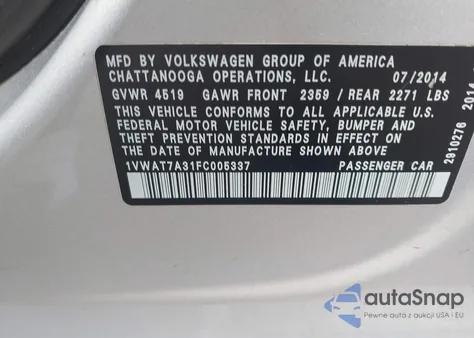 MFD BY VOLKSWAGEN GROUP OF AMERICA
CHATTANOOGA OPERATIONS, LLC. 07/2014
GVWR 4519 GAWR FRONT 2359 / REAR 2271 LBS
THIS VEHICLE CONFORMS TO ALL APPLICABLE U.S.
FEDERAL MOTOR VEHICLE SAFETY, BUMPER AND
THEFT PREVENTION STANDARDS IN EFFECT ON THE
DATE OF MANUFACTURE SHOWN ABOVE
1VWAT7A31FC005337 PASSENGER CAR
2910276 2014
autoSnap
Pewne auta z aukcji USA i EU